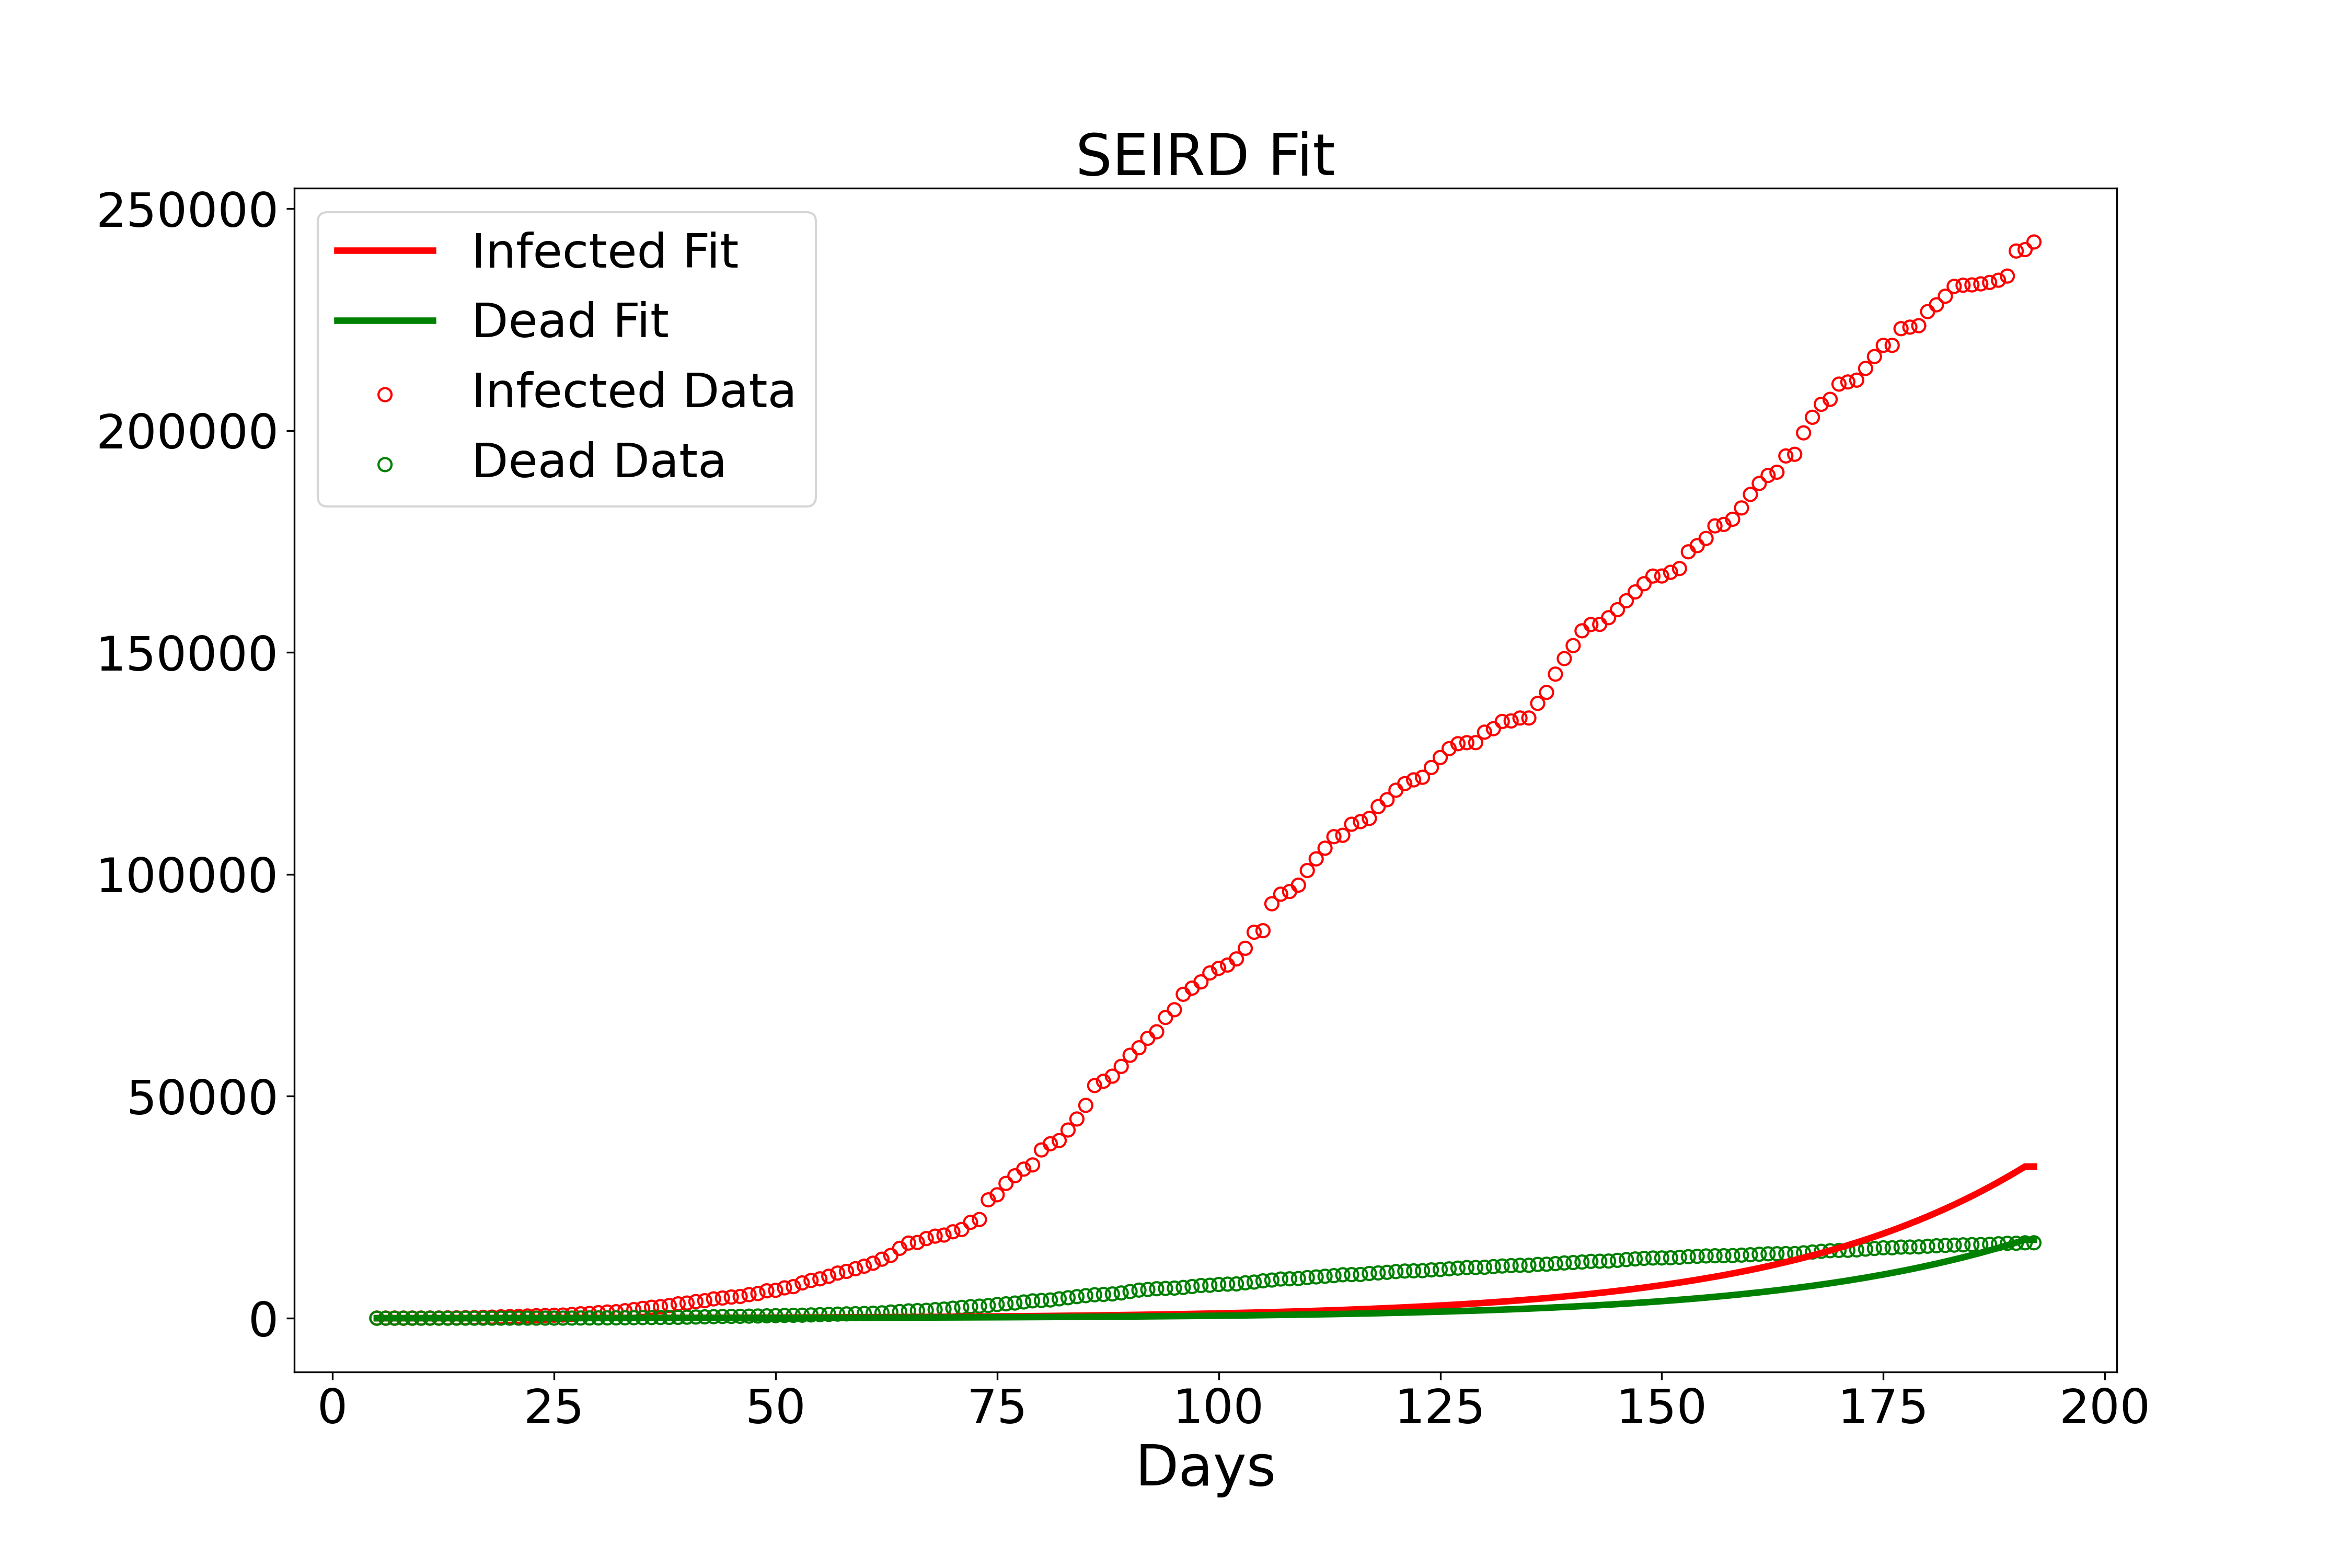 SEIRD Fit
250000
200000
150000
100000
50000
0
Infected Fit
Dead Fit
Infected Data
Dead Data
0 25 50 75 100 125 150 175 200
Days